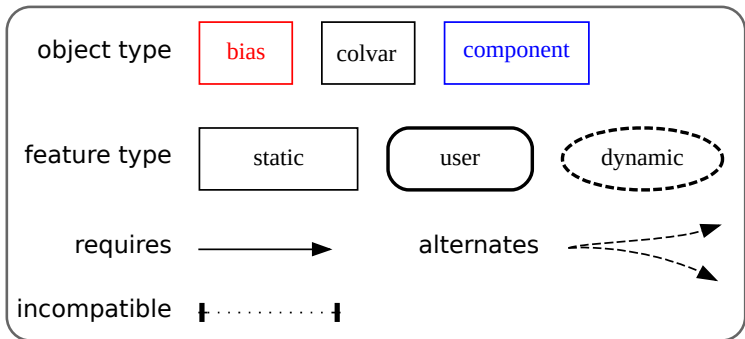 object type bias colvar component
feature type static user dynamic
requires alternates
incompatible